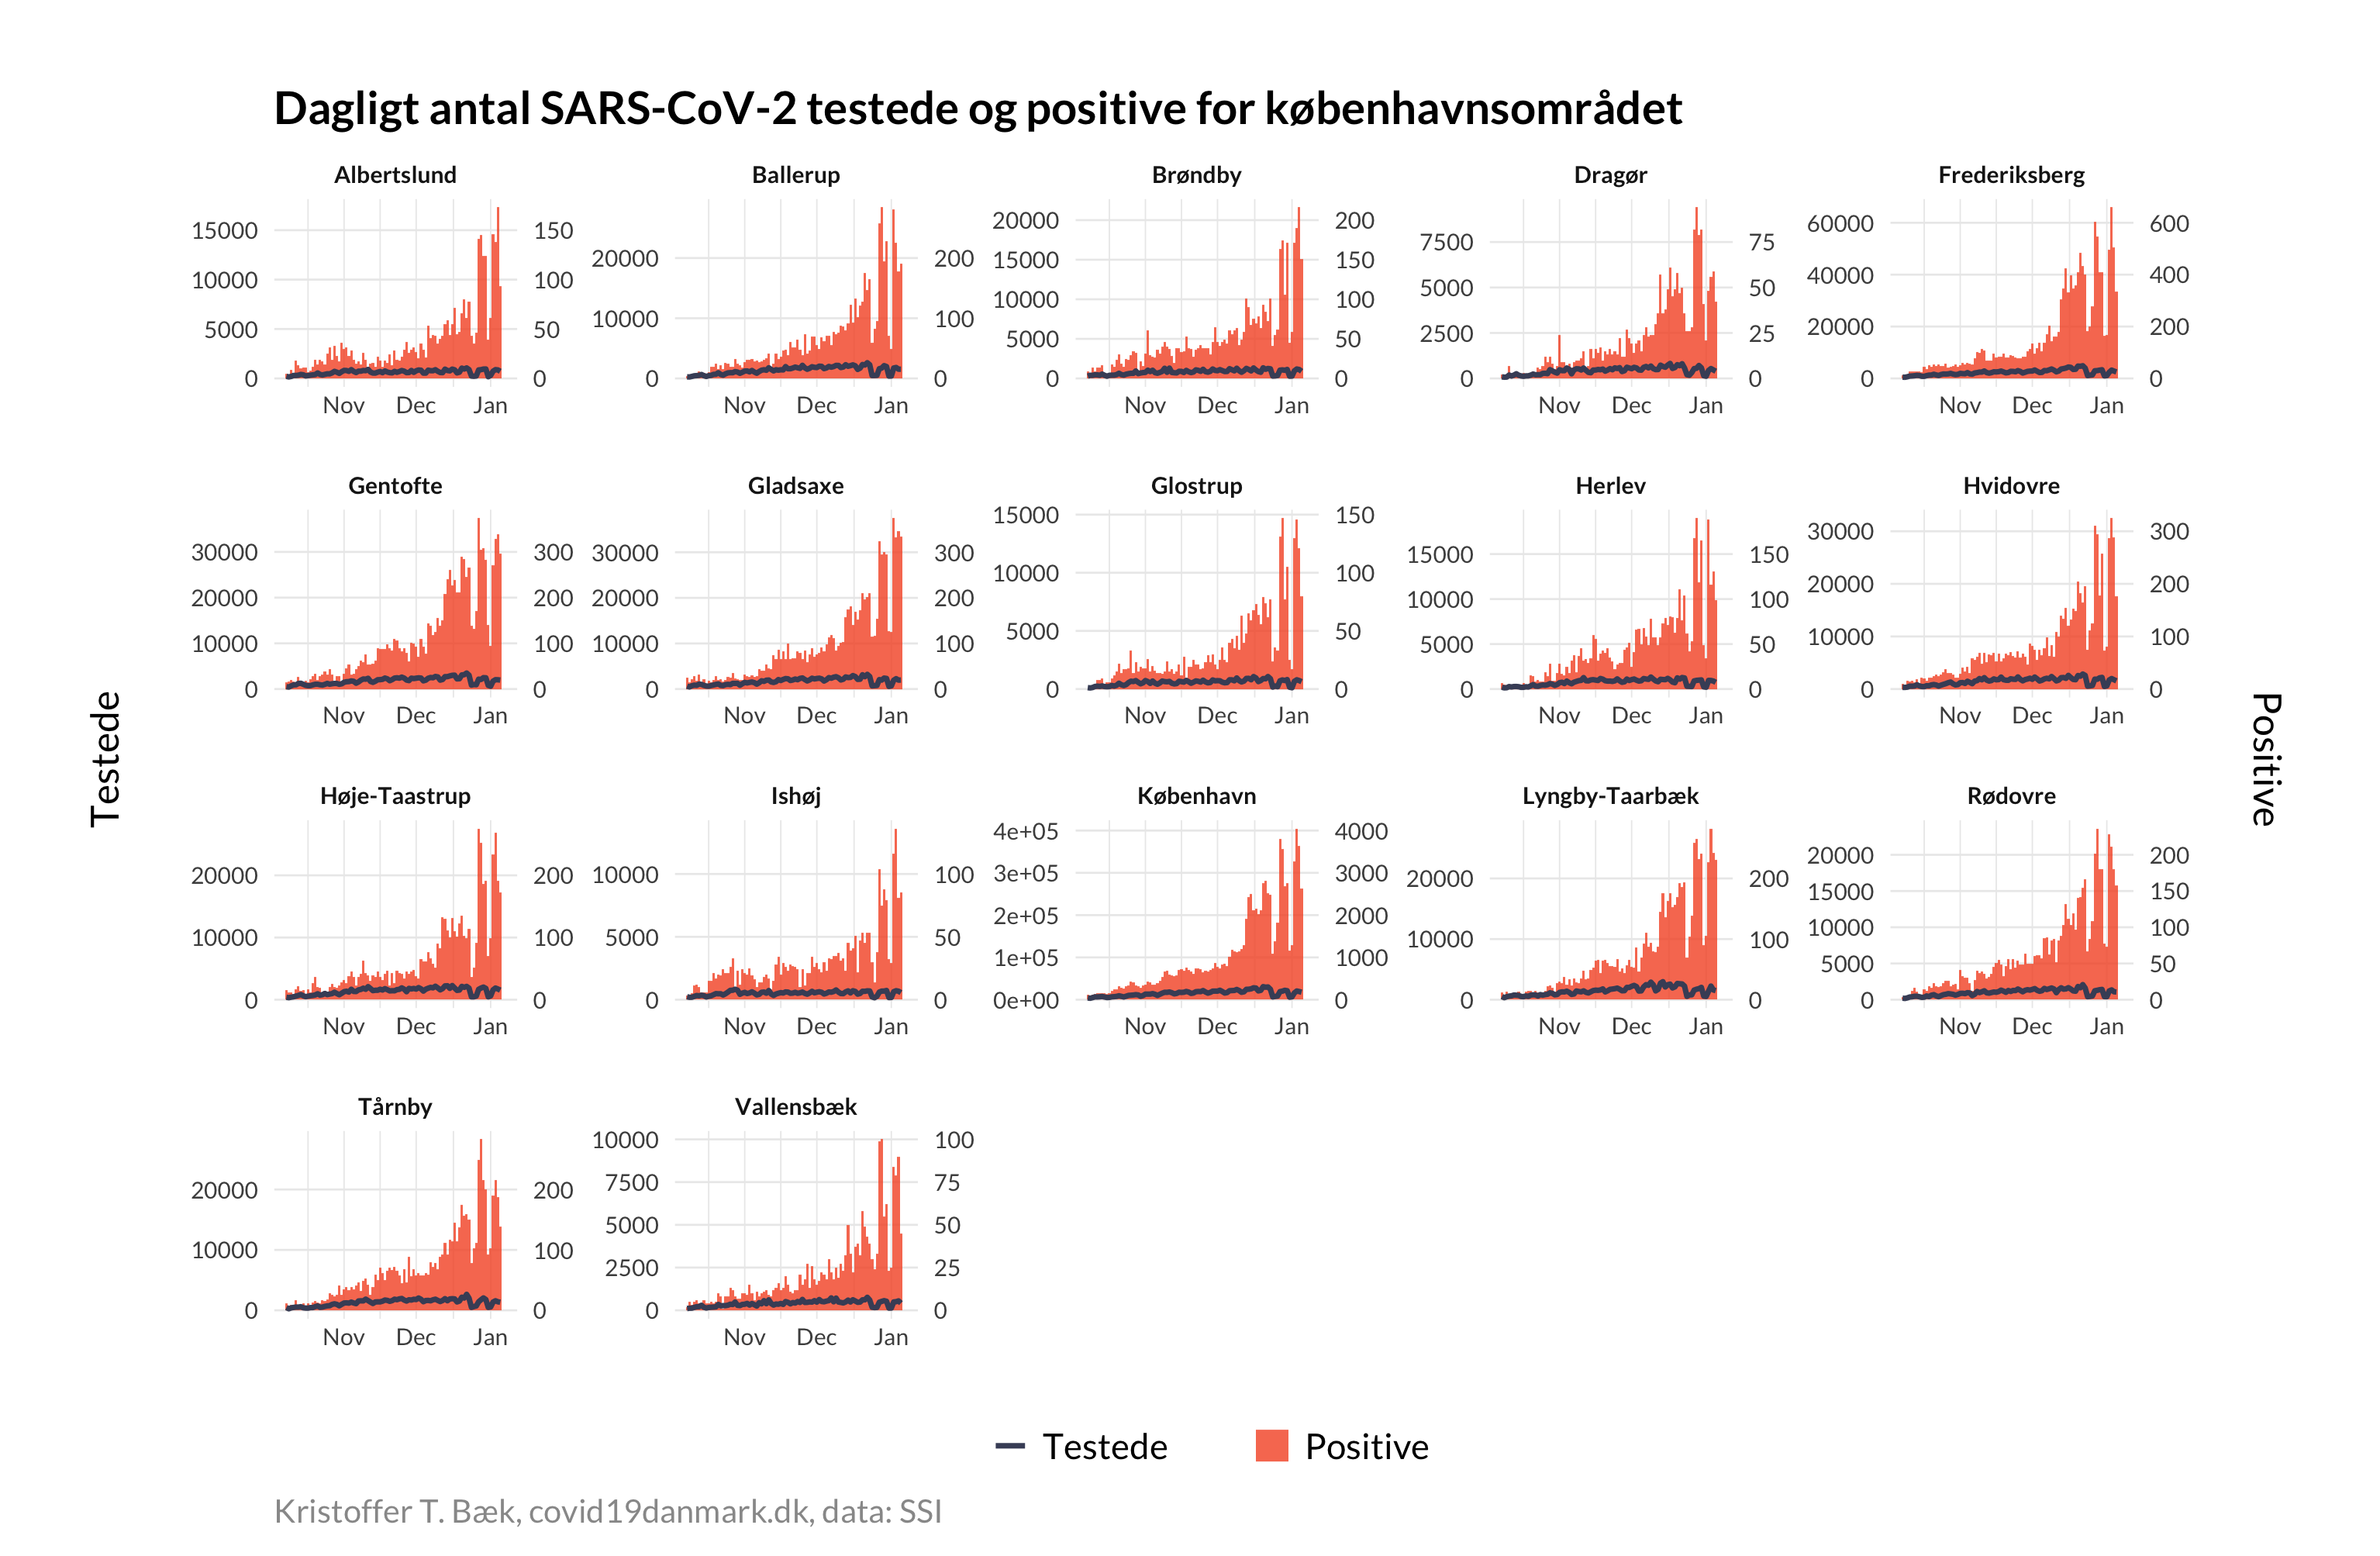 Dagligt antal SARS-CoV-2 testede og positive for københavnsområdet
Albertslund
Ballerup
Brøndby
Dragør
Frederiksberg
15000
10000
5000
0
150
100
50
0
20000
10000
0
200
100
0
20000
15000
10000
5000
0
200
150
100
50
0
7500
5000
2500
0
75
50
25
0
60000
40000
20000
0
600
400
200
0
Nov Dec Jan
Nov Dec Jan
Nov Dec Jan
Nov Dec Jan
Nov Dec Jan
Gentofte
Gladsaxe
Glostrup
Herlev
Hvidovre
30000
20000
10000
0
300
200
100
0
30000
20000
10000
0
300
200
100
0
15000
10000
5000
0
150
100
50
0
15000
10000
5000
0
150
100
50
0
30000
20000
10000
0
300
200
100
0
Nov Dec Jan
Nov Dec Jan
Nov Dec Jan
Nov Dec Jan
Nov Dec Jan
Testede
Positive
Høje-Taastrup
Ishøj
København
Lyngby-Taarbæk
Rødovre
20000
10000
0
200
100
0
10000
5000
0
100
50
0
4e+05
3e+05
2e+05
1e+05
0e+00
4000
3000
2000
1000
0
20000
10000
0
200
100
0
20000
15000
10000
5000
0
200
150
100
50
0
Nov Dec Jan
Nov Dec Jan
Nov Dec Jan
Nov Dec Jan
Nov Dec Jan
Tårnby
Vallensbæk
20000
10000
0
200
100
0
10000
7500
5000
2500
0
100
75
50
25
0
Nov Dec Jan
Nov Dec Jan
Testede
Positive
Kristoffer T. Bæk, covid19danmark.dk, data: SSI